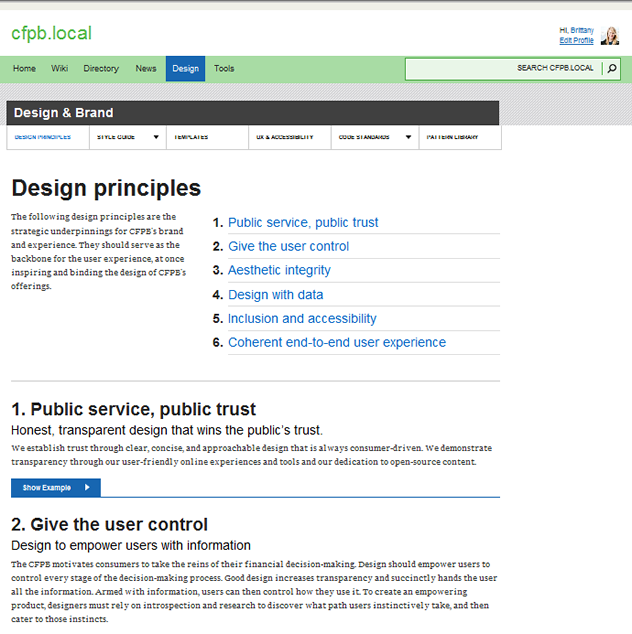 cfpb.local
Hi, Brittany
Edit Profile
Home Wiki Directory News Design Tools
SEARCH CFPB.LOCAL
Design & Brand
DESIGN PRINCIPLES STYLE GUIDE TEMPLATES UX & ACCESSIBILITY CODE STANDARDS PATTERN LIBRARY
Design principles
The following design principles are the
strategic underpinnings for CFPB's brand
and experience. They should serve as the
backbone for the user experience, at once
inspiring and binding the design of CFPB's
offerings.
1. Public service, public trust
2. Give the user control
3. Aesthetic integrity
4. Design with data
5. Inclusion and accessibility
6. Coherent end-to-end user experience
1. Public service, public trust
Honest, transparent design that wins the public's trust.
We establish trust through clear, concise, and approachable design that is always consumer-driven. We demonstrate
transparency through our user-friendly online experiences and tools and our dedication to open-source content.
Show Example
2. Give the user control
Design to empower users with information
The CFPB motivates consumers to take the reins of their financial decision-making. Design should empower users to
control every stage of the decision-making process. Good design increases transparency and succinctly hands the user
all the information. Armed with information, users can then control how they use it. To create an empowering
product, designers must rely on introspection and research to discover what path users instinctively take, and then
cater to those instincts.